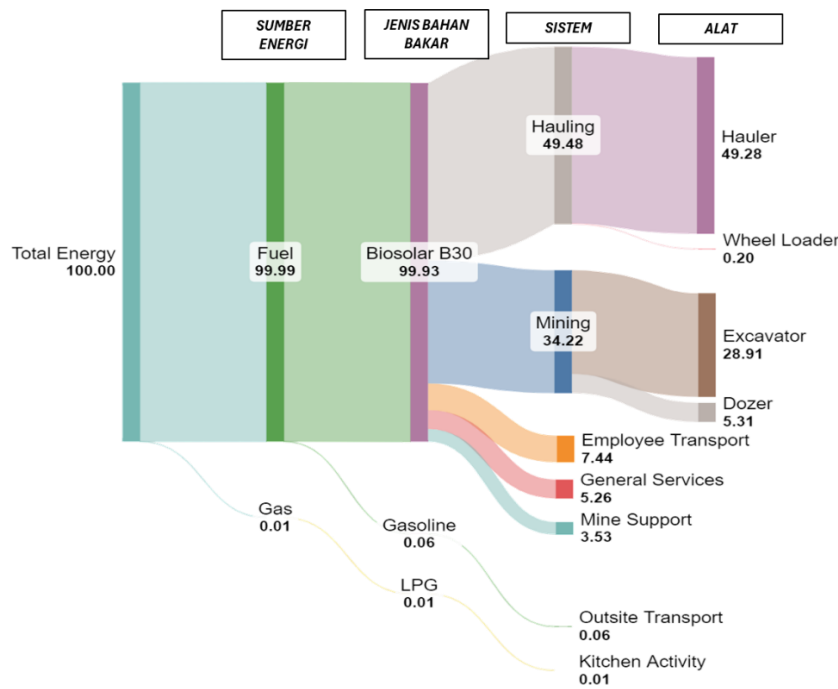 SUMBER
ENERGI
JENIS BAHAN
BAKAR
SISTEM
ALAT
Total Energy
100.00
Fuel
99.99
Gas
0.01
Biosolar B30
99.93
Gasoline
0.06
LPG
0.01
Hauling
49.48
Mining
34.22
Employee Transport
7.44
General Services
5.26
Mine Support
3.53
Outsite Transport
0.06
Kitchen Activity
0.01
Hauler
49.28
Wheel Loader
0.20
Excavator
28.91
Dozer
5.31